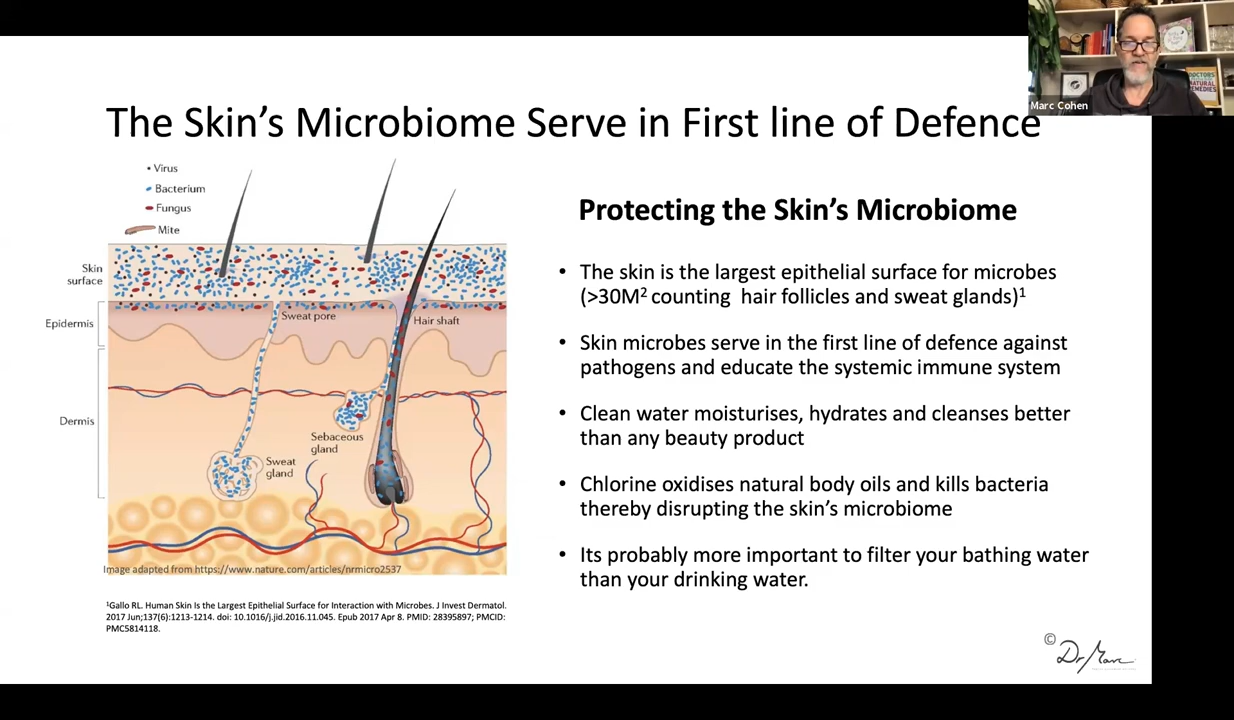 The Skin's Microbiome Serve in First line of Defence
Marc Cohen
DOCTORS
NATURAL
REMEDIES
Virus
Bacterium
Fungus
Mite
Skin
surface
Epidermis
Dermis
Sweat pore
Hair shaft
Sebaceous
gland
Sweat
gland
Image adapted from https://www.nature.com/articles/nrmicro2537
¹Gallo RL. Human Skin Is the Largest Epithelial Surface for Interaction with Microbes. J Invest Dermatol.
2017 Jun;137(6):1213-1214. doi: 10.1016/j.jid.2016.11.045. Epub 2017 Apr 8. PMID: 28395897; PMCID:
PMC5814118.
Protecting the Skin's Microbiome
• The skin is the largest epithelial surface for microbes
(>30M² counting hair follicles and sweat glands)¹
• Skin microbes serve in the first line of defence against
pathogens and educate the systemic immune system
• Clean water moisturises, hydrates and cleanses better
than any beauty product
• Chlorine oxidises natural body oils and kills bacteria
thereby disrupting the skin's microbiome
• Its probably more important to filter your bathing water
than your drinking water.
© Dr Marc